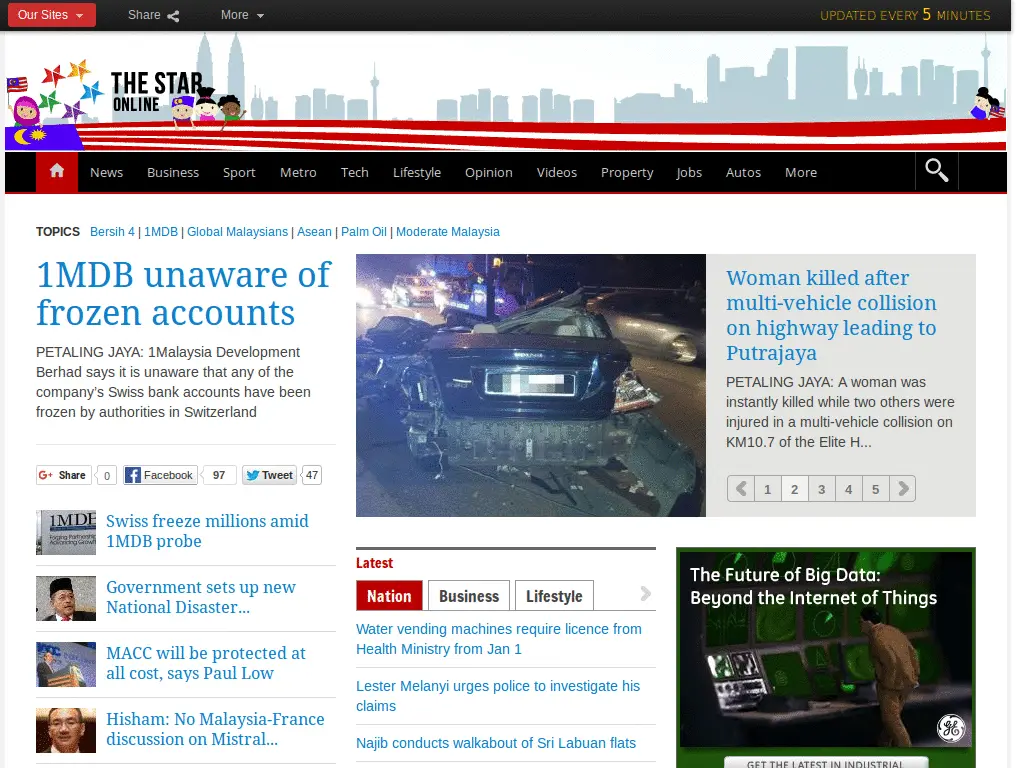 Our Sites
Share
More
UPDATED EVERY 5 MINUTES
THE STAR
ONLINE
News
Business
Sport
Metro
Tech
Lifestyle
Opinion
Videos
Property
Jobs
Autos
More
TOPICS Bersih 4 | 1MDB | Global Malaysians | Asean | Palm Oil | Moderate Malaysia
1MDB unaware of
frozen accounts
PETALING JAYA: 1Malaysia Development
Berhad says it is unaware that any of the
company’s Swiss bank accounts have been
frozen by authorities in Switzerland
G+ Share 0
Facebook 97
Tweet 47
1MDB
Swiss freeze millions amid
1MDB probe
Government sets up new
National Disaster...
MACC will be protected at
all cost, says Paul Low
Hisham: No Malaysia-France
discussion on Mistral...
Woman killed after
multi-vehicle collision
on highway leading to
Putrajaya
PETALING JAYA: A woman was
instantly killed while two others were
injured in a multi-vehicle collision on
KM10.7 of the Elite H...
1 2 3 4 5
Latest
Nation
Business
Lifestyle
Water vending machines require licence from
Health Ministry from Jan 1
Lester Melanyi urges police to investigate his
claims
Najib conducts walkabout of Sri Labuan flats
The Future of Big Data:
Beyond the Internet of Things
GET THE LATEST IN INDUSTRIAL